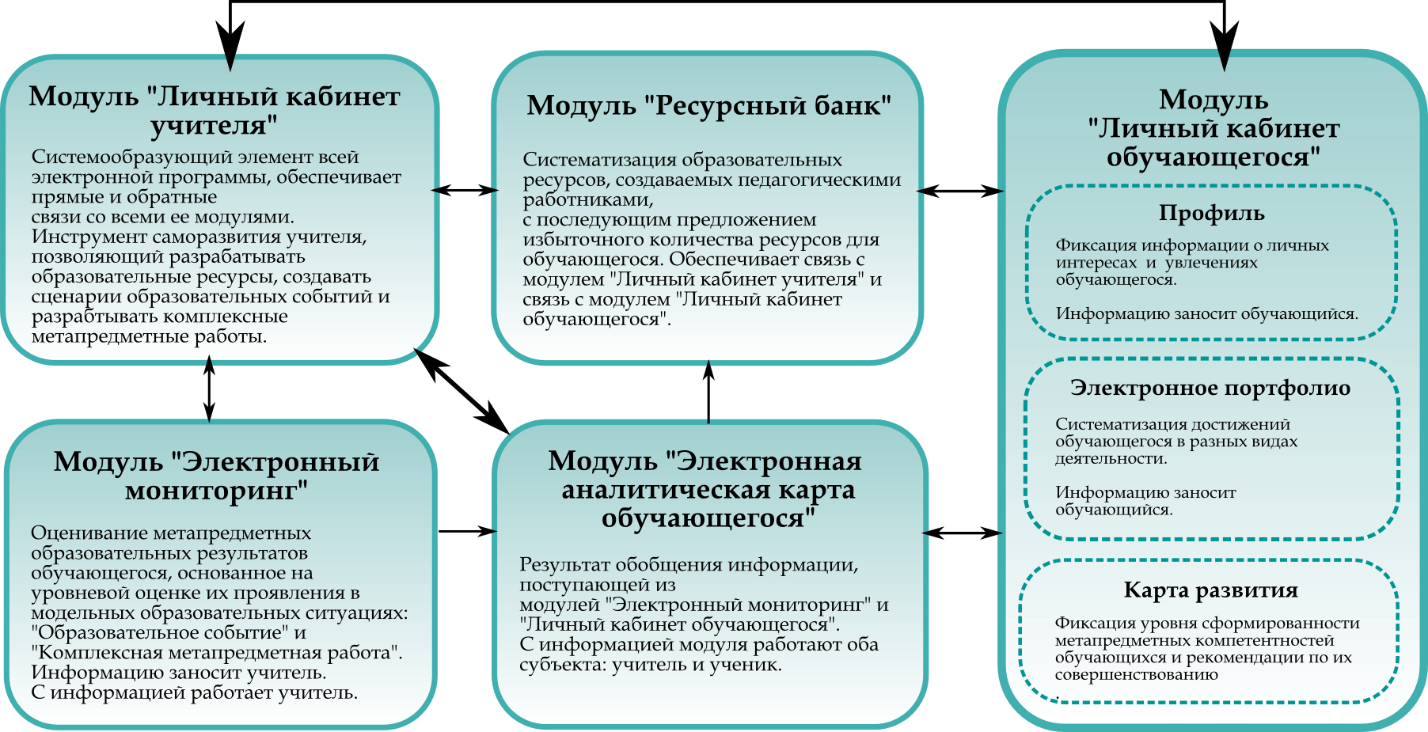 Модуль "Личный кабинет
учителя"
Системообразующий элемент всей
электронной программы, обеспечивает
прямые и обратные
связи со всеми ее модулями.
Инструмент саморазвития учителя,
позволяющий разрабатывать
образовательные ресурсы, создавать
сценарии образовательных событий и
разрабтывать комплексные
метапредметные работы.
Модуль "Ресурсный банк"
Систематизация образовательных
ресурсов, создаваемых педагогическими
работниками,
с последующим предложением
избыточного количества ресурсов для
обучающегося. Обеспечивает связь с
модулем "Личный кабинет учителя" и
связь с модулем "Личный кабинет
обучающегося".
Модуль
"Личный кабинет
обучающегося"
Профиль
Фиксация информации о личных
интересах и увлечениях
обучающегося.
Информацию заносит обучающийся.
Электронное портфолио
Систематизация достижений
обучающегося в разных видах
деятельности.
Информацию заносит
обучающийся.
Карта развития
Фиксация уровня сформированности
метапредметных компетентностей
обучающихся и рекомендации по их
совершенствованию
.
Модуль "Электронный
мониторинг"
Оценивание метапредметных
образовательных результатов
обучающегося, основанное на
уровневой оценке их проявления в
модельных образовательных ситуациях:
"Образовательное событие" и
"Комплексная метапредметная работа".
Информацию заносит учитель.
С информацией работает учитель.
Модуль "Электронная
аналитическая карта
обучающегося"
Результат обобщения информации,
поступающей из
модулей "Электронный мониторинг" и
"Личный кабинет обучающегося".
С информацией модуля работают оба
субъекта: учитель и ученик.